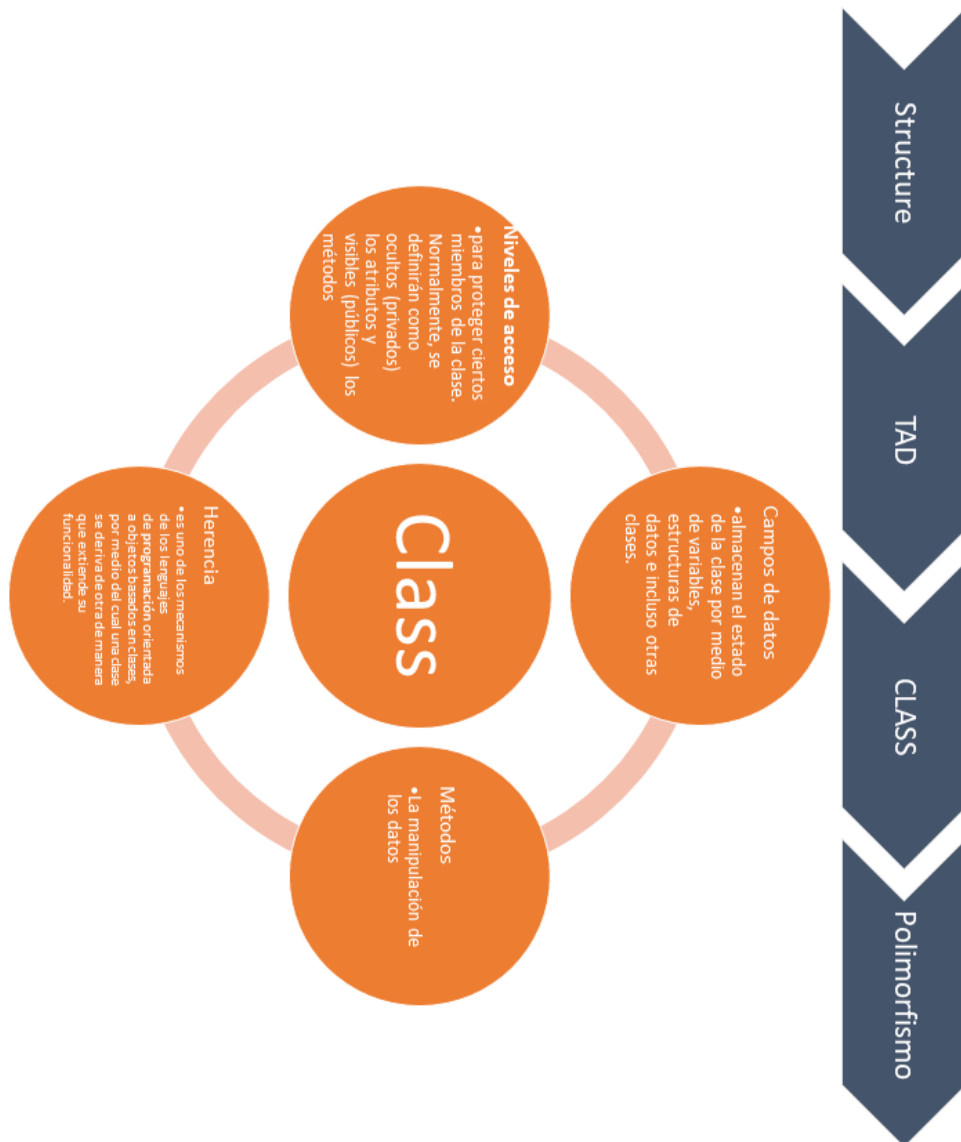 Structure
TAD
CLASS
Polimorfismo
Campos de datos
•almacenan el estado
de la clase por medio
de variables,
estructuras de
datos e incluso otras
clases.
Niveles de acceso
•para proteger ciertos
miembros de la clase.
Normalmente, se
definirán como
ocultos (privados)
los atributos y
visibles (públicos) los
métodos
Class
Métodos
•La manipulación de
los datos
Herencia
•es uno de los mecanismos
de los lenguajes
de programación orientada
a objetos basados en clases,
por medio del cual una clase
se deriva de otra de manera
que extiende su
funcionalidad.